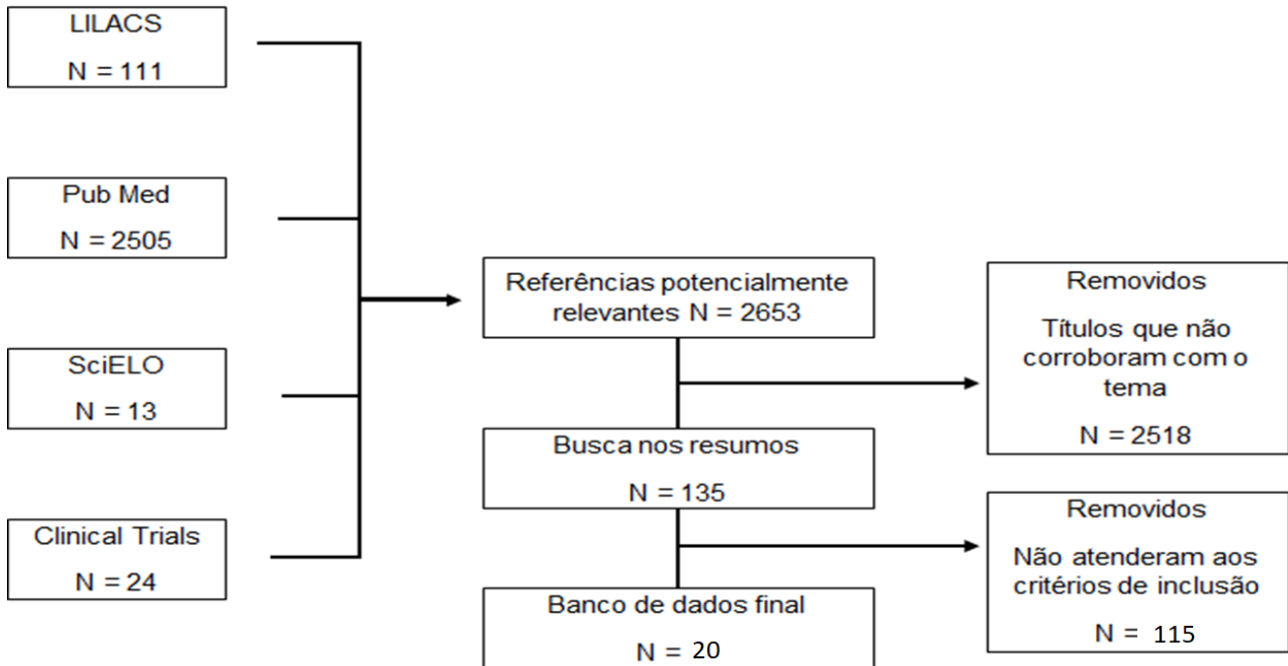 LILACS
N = 111
Pub Med
N = 2505
SciELO
N = 13
Clinical Trials
N = 24
Referências potencialmente
relevantes N = 2653
Busca nos resumos
N = 135
Banco de dados final
N = 20
Removidos
Títulos que não
corroboram com o
tema
N = 2518
Removidos
Não atenderam aos
critérios de inclusão
N = 115